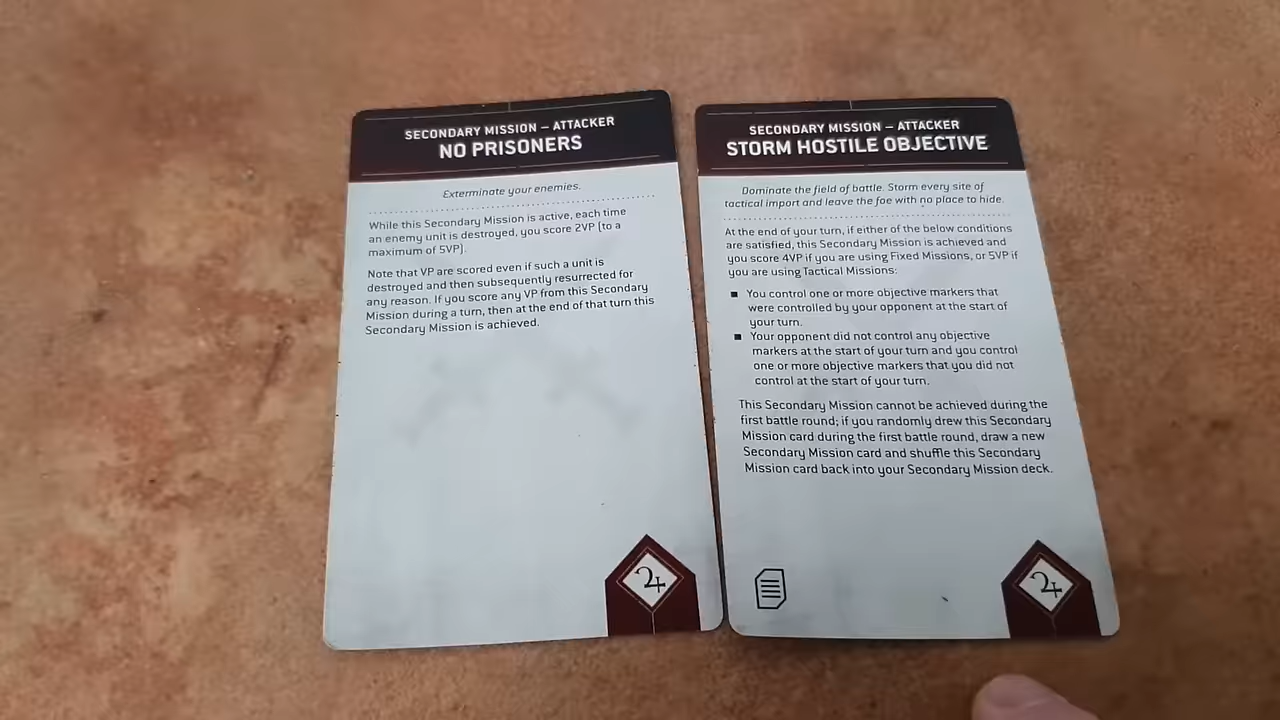 SECONDARY MISSION – ATTACKER
NO PRISONERS
Exterminate your enemies.
While this Secondary Mission is active, each time
an enemy unit is destroyed, you score 2VP (to a
maximum of 5VP).
Note that VP are scored even if such a unit is
destroyed and then subsequently resurrected for
any reason. If you score any VP from this Secondary
Mission during a turn, then at the end of that turn this
Secondary Mission is achieved.
SECONDARY MISSION – ATTACKER
STORM HOSTILE OBJECTIVE
Dominate the field of battle. Storm every site of
tactical import and leave the foe with no place to hide.
At the end of your turn, if either of the below conditions
are satisfied, this Secondary Mission is achieved and
you score 4VP if you are using Fixed Missions, or 5VP if
you are using Tactical Missions:
■ You control one or more objective markers that
were controlled by your opponent at the start of
your turn.
■ Your opponent did not control any objective
markers at the start of your turn and you control
one or more objective markers that you did not
control at the start of your turn.
This Secondary Mission cannot be achieved during the
first battle round; if you randomly drew this Secondary
Mission card during the first battle round, draw a new
Secondary Mission card and shuffle this Secondary
Mission card back into your Secondary Mission deck.